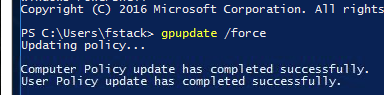 Copyright (C) 2016 Microsoft Corporation. All rights
PS C:\Users\fstack> gpupdate /force
Updating policy...
Computer Policy update has completed successfully.
User Policy update has completed successfully.